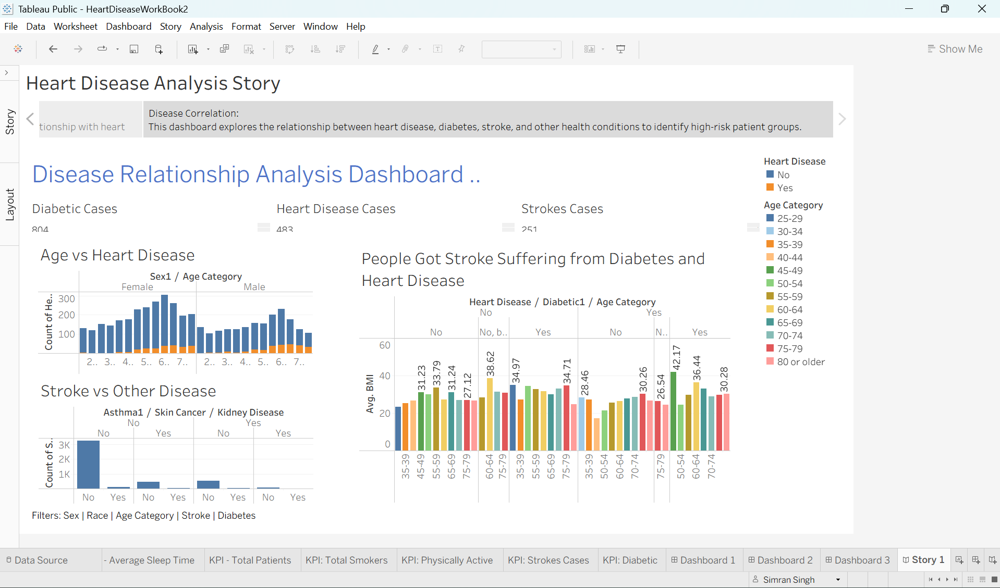 Tableau Public - HeartDiseaseWorkBook2
File Data Worksheet Dashboard Story Analysis Format Server Window Help
Show Me
Story
Layout
Heart Disease Analysis Story
tionship with heart
Disease Correlation:
This dashboard explores the relationship between heart disease, diabetes, stroke, and other health conditions to identify high-risk patient groups.
Disease Relationship Analysis Dashboard ..
Diabetic Cases
804
Heart Disease Cases
483
Strokes Cases
251
Heart Disease
No
Yes
Age Category
25-29
30-34
35-39
40-44
45-49
50-54
55-59
60-64
65-69
70-74
75-79
80 or older
Age vs Heart Disease
Sex1 / Age Category
Female Male
Count of He..
300
200
100
2.. 3.. 4.. 5.. 6.. 7.. 2.. 3.. 4.. 5.. 6.. 7..
Stroke vs Other Disease
Asthma1 / Skin Cancer / Kidney Disease
No Yes
No Yes No Yes
Count of S..
3K
2K
1K
No Yes No Yes No Yes No Yes
People Got Stroke Suffering from Diabetes and
Heart Disease
Heart Disease / Diabetic1 / Age Category
No Yes
No No, b.. Yes No N.. Yes
Avg. BMI
60
40
20
0
31.23 33.79 31.24 27.12 38.62 34.97 34.71 28.46 30.26 26.54 42.17 36.44 30.28
35-39 45-49 55-59 65-69 75-79 60-64 75-79 35-39 55-59 65-69 75-79 35-39 50-54 60-64 70-74 75-79 50-54 60-64 70-74
Filters: Sex | Race | Age Category | Stroke | Diabetes
Data Source - Average Sleep Time KPI - Total Patients KPI: Total Smokers KPI: Physically Active KPI: Strokes Cases KPI: Diabetic Dashboard 1 Dashboard 2 Dashboard 3 Story 1
Simran Singh